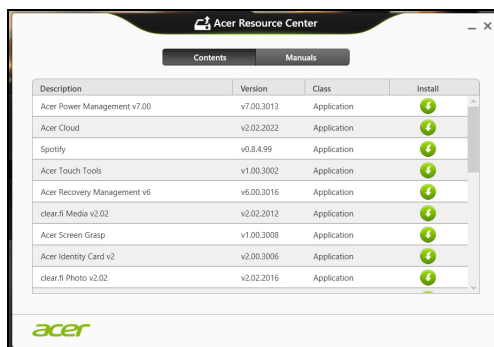 Acer Resource Center
Contents Manuals
Description Version Class Install
Acer Power Management v7.00 v7.00.3013 Application
Acer Cloud v2.02.2022 Application
Spotify v0.8.4.99 Application
Acer Touch Tools v1.00.3002 Application
Acer Recovery Management v6 v6.00.3016 Application
clear.fi Media v2.02 v2.02.2012 Application
Acer Screen Grasp v1.00.3008 Application
Acer Identity Card v2 v2.00.3006 Application
clear.fi Photo v2.02 v2.02.2016 Application
acer